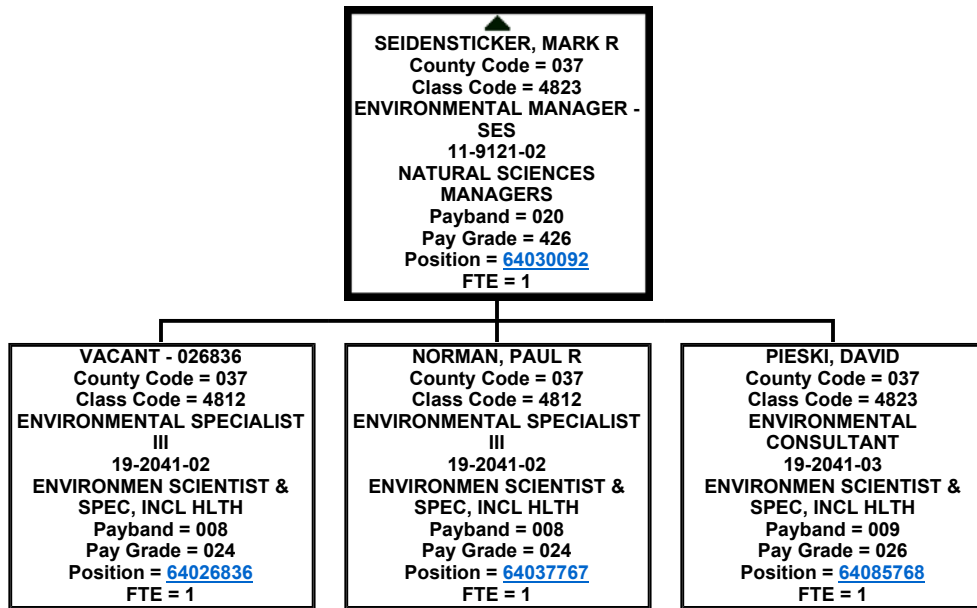 SEIDENSTICKER, MARK R
County Code = 037
Class Code = 4823
ENVIRONMENTAL MANAGER -
SES
11-9121-02
NATURAL SCIENCES
MANAGERS
Payband = 020
Pay Grade = 426
Position = 64030092
FTE = 1
VACANT - 026836
County Code = 037
Class Code = 4812
ENVIRONMENTAL SPECIALIST
III
19-2041-02
ENVIRONMEN SCIENTIST &
SPEC, INCL HLTH
Payband = 008
Pay Grade = 024
Position = 64026836
FTE = 1
NORMAN, PAUL R
County Code = 037
Class Code = 4812
ENVIRONMENTAL SPECIALIST
III
19-2041-02
ENVIRONMEN SCIENTIST &
SPEC, INCL HLTH
Payband = 008
Pay Grade = 024
Position = 64037767
FTE = 1
PIESKI, DAVID
County Code = 037
Class Code = 4823
ENVIRONMENTAL
CONSULTANT
19-2041-03
ENVIRONMEN SCIENTIST &
SPEC, INCL HLTH
Payband = 009
Pay Grade = 026
Position = 64085768
FTE = 1